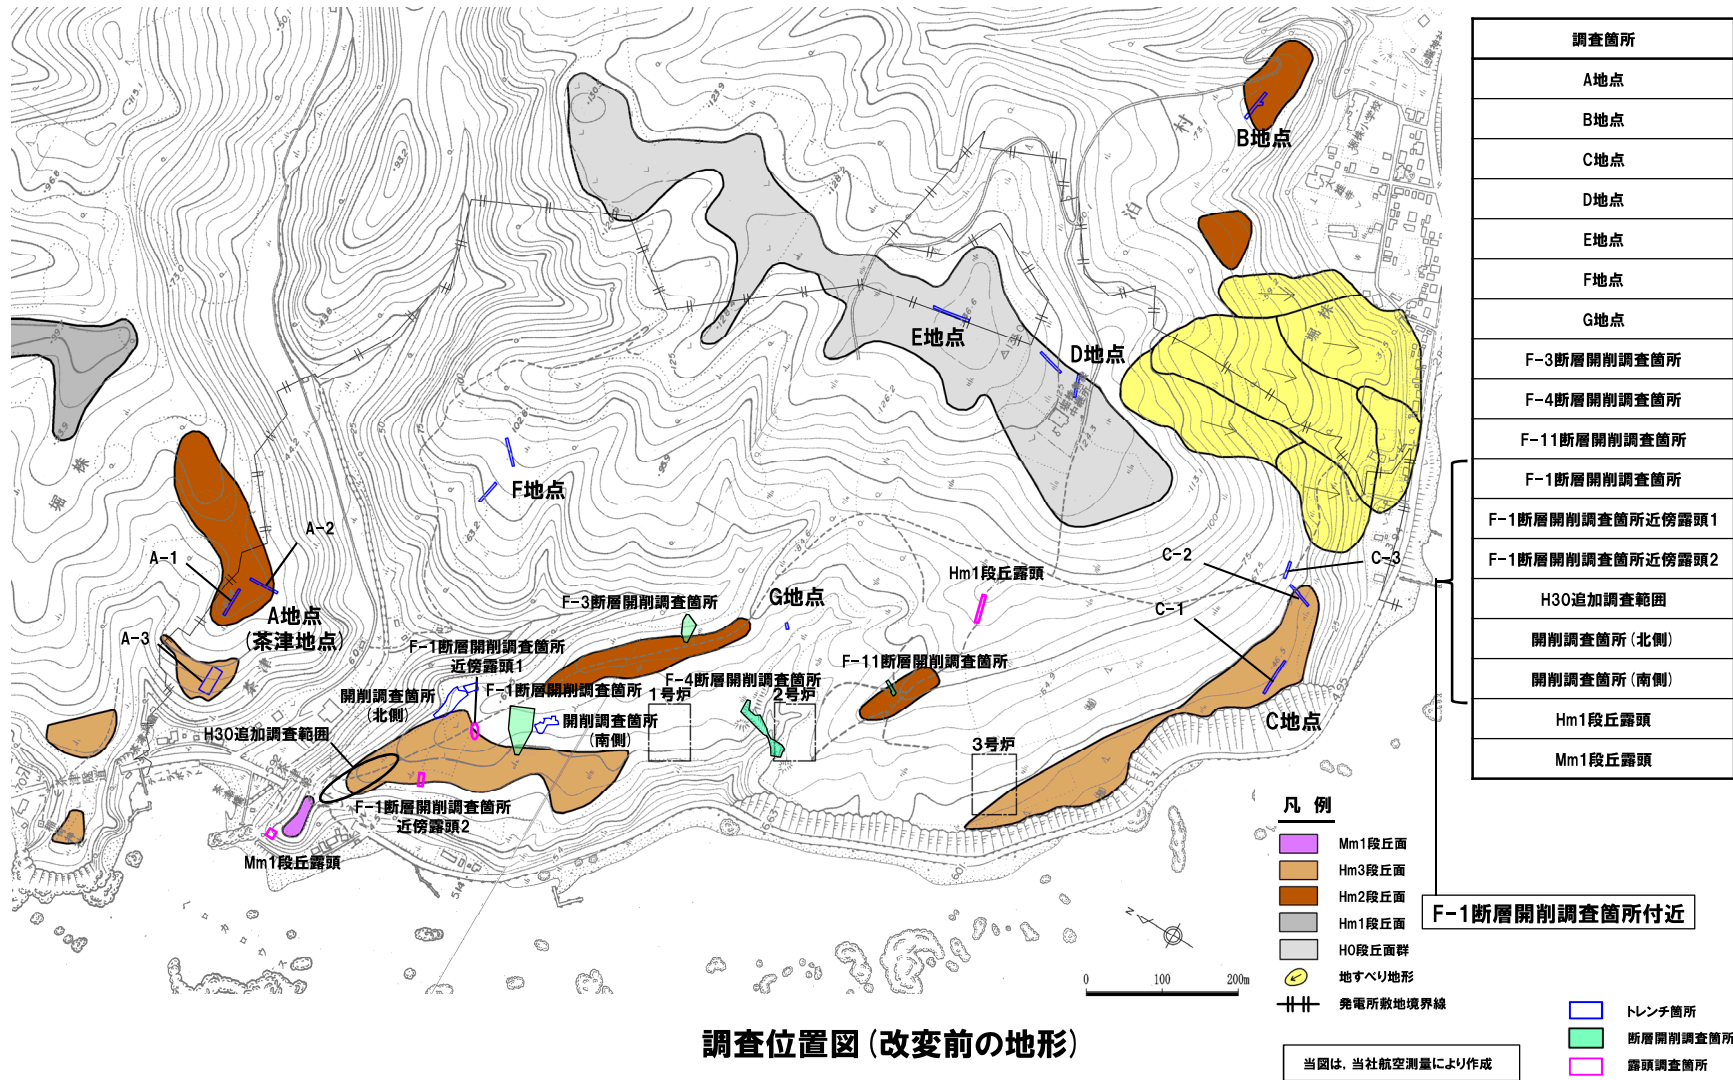 調査箇所
A地点
B地点
C地点
D地点
E地点
F地点
G地点
F-3断層開削調査箇所
F-4断層開削調査箇所
F-11断層開削調査箇所
F-1断層開削調査箇所
F-1断層開削調査箇所近傍露頭1
F-1断層開削調査箇所近傍露頭2
H30追加調査範囲
開削調査箇所(北側)
開削調査箇所(南側)
Hm1段丘露頭
Mm1段丘露頭
F-1断層開削調査箇所付近
B地点
村
泊
E地点
D地点
F地点
堀
株
堀
株
A-2
A-1
A地点
(茶津地点)
A-3
C-2
C-3
C-1
C地点
Hm1段丘露頭
G地点
F-3断層開削調査箇所
F-1断層開削調査箇所
近傍露頭1
F-11断層開削調査箇所
F-4断層開削調査箇所
F-1断層開削調査箇所
1号炉
2号炉
3号炉
開削調査箇所
(北側)
開削調査箇所
(南側)
H30追加調査範囲
F-1断層開削調査箇所
近傍露頭2
Mm1段丘露頭
凡 例
Mm1段丘面
Hm3段丘面
Hm2段丘面
Hm1段丘面
H0段丘面群
地すべり地形
発電所敷地境界線
N
0 100 200m
トレンチ箇所
断層開削調査箇所
露頭調査箇所
調査位置図(改変前の地形)
当図は，当社航空測量により作成